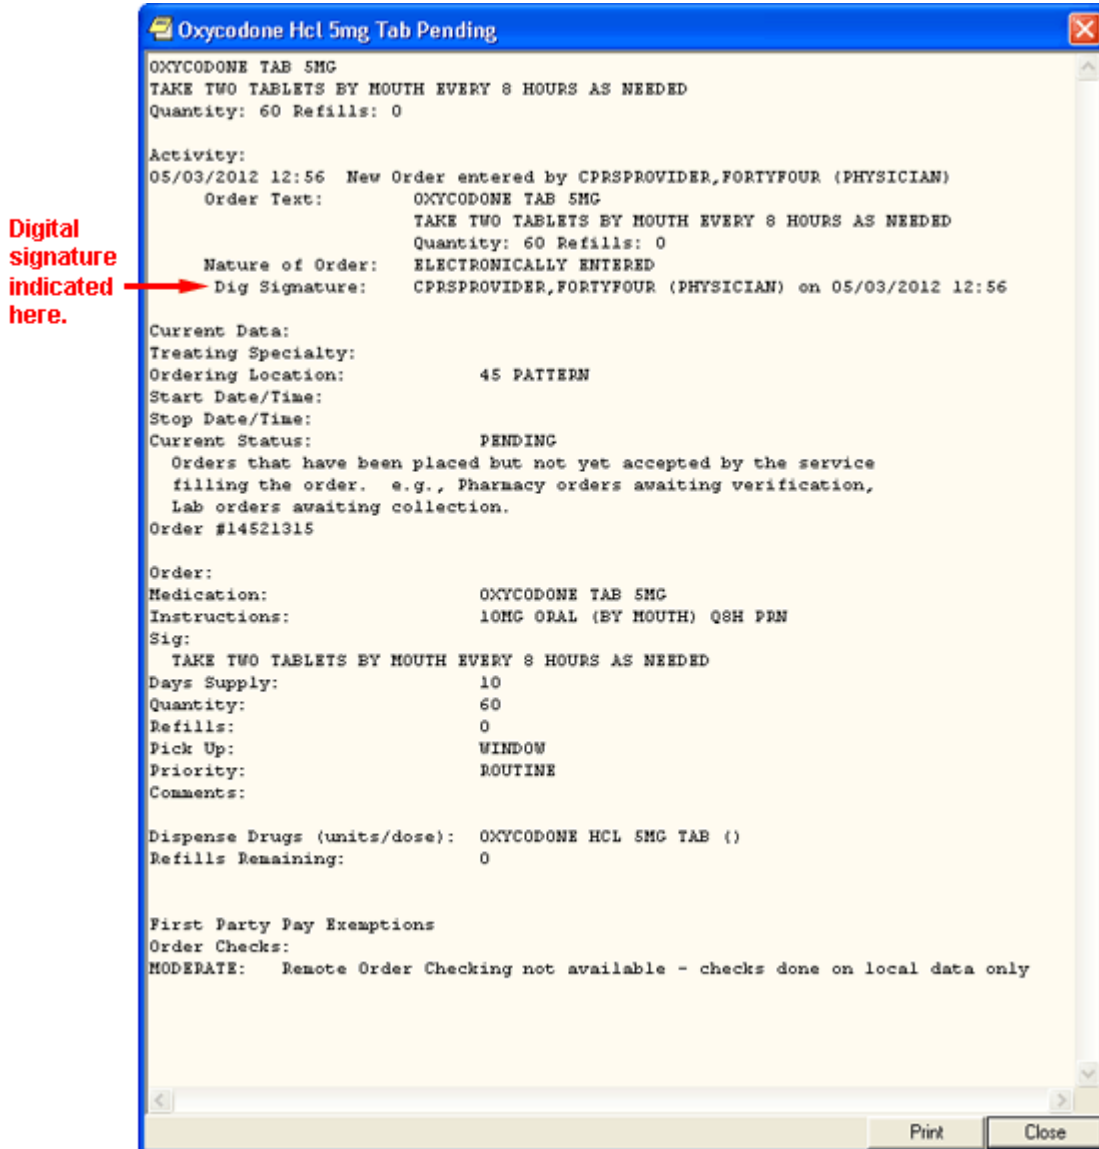 Oxycodone Hcl 5mg Tab Pending
OXYCODONE TAB 5MG
TAKE TWO TABLETS BY MOUTH EVERY 8 HOURS AS NEEDED
Quantity: 60 Refills: 0
Activity:
05/03/2012 12:56 New Order entered by CPRSPROVIDER,FORTYFOUR (PHYSICIAN)
Order Text: OXYCODONE TAB 5MG
TAKE TWO TABLETS BY MOUTH EVERY 8 HOURS AS NEEDED
Quantity: 60 Refills: 0
Nature of Order: ELECTRONICALLY ENTERED
Dig Signature: CPRSPROVIDER,FORTYFOUR (PHYSICIAN) on 05/03/2012 12:56
Digital
signature
indicated
here.
Current Data:
Treating Specialty:
Ordering Location: 45 PATTERN
Start Date/Time:
Stop Date/Time:
Current Status: PENDING
Orders that have been placed but not yet accepted by the service
filling the order. e.g., Pharmacy orders awaiting verification,
Lab orders awaiting collection.
Order #14521315
Order:
Medication: OXYCODONE TAB 5MG
Instructions: 10MG ORAL (BY MOUTH) Q8H PRN
Sig:
TAKE TWO TABLETS BY MOUTH EVERY 8 HOURS AS NEEDED
Days Supply: 10
Quantity: 60
Refills: 0
Pick Up: WINDOW
Priority: ROUTINE
Comments:
Dispense Drugs (units/dose): OXYCODONE HCL 5MG TAB ()
Refills Remaining: 0
First Party Pay Exemptions
Order Checks:
MODERATE: Remote Order Checking not available - checks done on local data only
Print Close